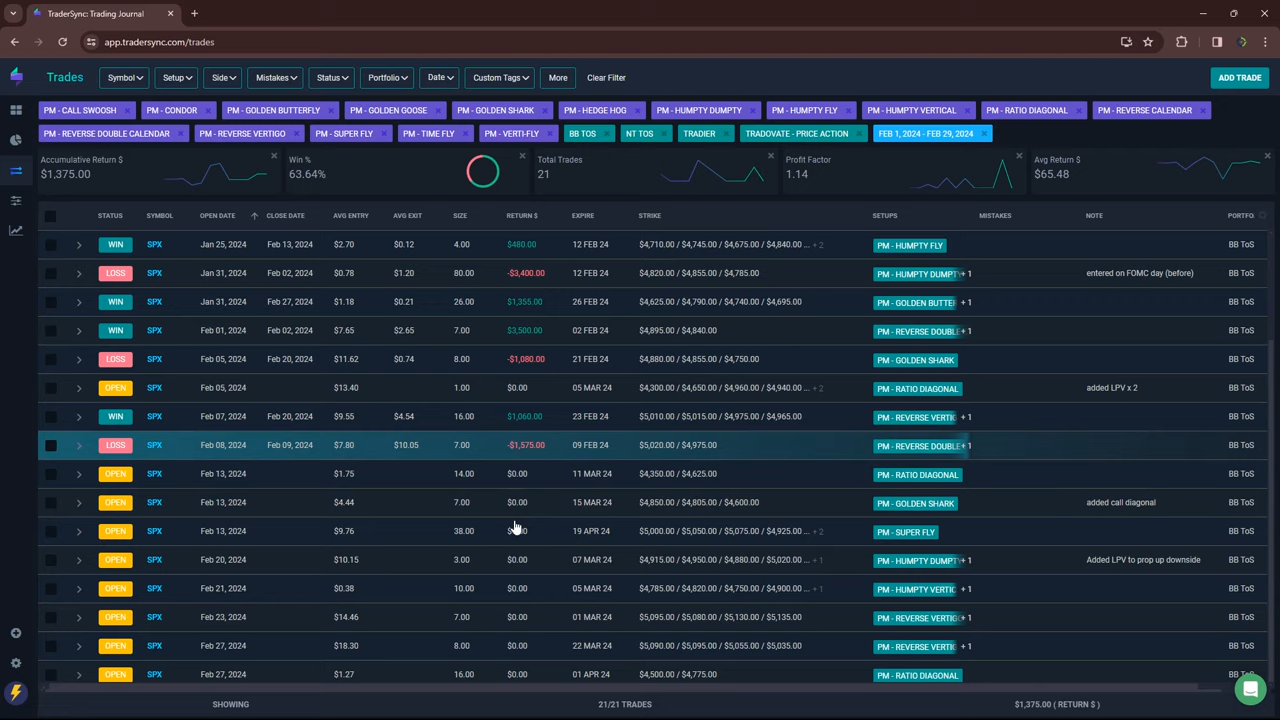 TraderSync: Trading Journal
app.tradersync.com/trades
Trades Symbol Setup Side Mistakes Status Portfolio Date Custom Tags More Clear Filter ADD TRADE
PM - CALL SWOOSH × PM - CONDOR × PM - GOLDEN BUTTERFLY × PM - GOLDEN GOOSE × PM - GOLDEN SHARK × PM - HEDGE HOG × PM - HUMPTY DUMPTY × PM - HUMPTY FLY × PM - HUMPTY VERTICAL × PM - RATIO DIAGONAL × PM - REVERSE CALENDAR ×
PM - REVERSE DOUBLE CALENDAR × PM - REVERSE VERTIGO × PM - SUPER FLY × PM - TIME FLY × PM - VERTI-FLY × BB TOS × NT TOS × TRADIER × TRADOVATE - PRICE ACTION × FEB 1, 2024 - FEB 29, 2024 ×
Accumulative Return $ Win % Total Trades Profit Factor Avg Return $
$1,375.00 63.64% 21 1.14 $65.48
STATUS SYMBOL OPEN DATE CLOSE DATE AVG ENTRY AVG EXIT SIZE RETURN $ EXPIRE STRIKE SETUPS MISTAKES NOTE PORTFO
WIN SPX Jan 25, 2024 Feb 13, 2024 $2.70 $0.12 4.00 $480.00 12 FEB 24 $4,710.00 / $4,745.00 / $4,675.00 / $4,840.00 ... + 2 PM - HUMPTY FLY BB ToS
LOSS SPX Jan 31, 2024 Feb 02, 2024 $0.78 $1.20 80.00 -$3,400.00 12 FEB 24 $4,820.00 / $4,855.00 / $4,785.00 PM - HUMPTY DUMPTY + 1 entered on FOMC day (before) BB ToS
WIN SPX Jan 31, 2024 Feb 27, 2024 $1.18 $0.21 26.00 $1,355.00 26 FEB 24 $4,625.00 / $4,790.00 / $4,740.00 / $4,695.00 PM - GOLDEN BUTTE + 1 BB ToS
WIN SPX Feb 01, 2024 Feb 02, 2024 $7.65 $2.65 7.00 $3,500.00 02 FEB 24 $4,895.00 / $4,840.00 PM - REVERSE DOUBLE + 1 BB ToS
LOSS SPX Feb 05, 2024 Feb 20, 2024 $11.62 $0.74 8.00 -$1,080.00 21 FEB 24 $4,880.00 / $4,855.00 / $4,750.00 PM - GOLDEN SHARK BB ToS
OPEN SPX Feb 05, 2024 $13.40 1.00 $0.00 05 MAR 24 $4,300.00 / $4,650.00 / $4,960.00 / $4,940.00 ... + 2 PM - RATIO DIAGONAL added LPV x 2 BB ToS
WIN SPX Feb 07, 2024 Feb 20, 2024 $9.55 $4.54 16.00 $1,060.00 23 FEB 24 $5,010.00 / $5,015.00 / $4,975.00 / $4,965.00 PM - REVERSE VERTIG + 1 BB ToS
LOSS SPX Feb 08, 2024 Feb 09, 2024 $7.80 $10.05 7.00 -$1,575.00 09 FEB 24 $5,020.00 / $4,975.00 PM - REVERSE DOUBLE + 1 BB ToS
OPEN SPX Feb 13, 2024 $1.75 14.00 $0.00 11 MAR 24 $4,350.00 / $4,625.00 PM - RATIO DIAGONAL BB ToS
OPEN SPX Feb 13, 2024 $4.44 7.00 $0.00 15 MAR 24 $4,850.00 / $4,805.00 / $4,600.00 PM - GOLDEN SHARK added call diagonal BB ToS
OPEN SPX Feb 13, 2024 $9.76 38.00 19 APR 24 $5,000.00 / $5,050.00 / $5,075.00 / $4,925.00 ... + 2 PM - SUPER FLY BB ToS
OPEN SPX Feb 20, 2024 $10.15 3.00 $0.00 07 MAR 24 $4,915.00 / $4,950.00 / $4,880.00 / $5,020.00 ... + 1 PM - HUMPTY DUMPTY + 1 Added LPV to prop up downside BB ToS
OPEN SPX Feb 21, 2024 $0.38 10.00 $0.00 05 MAR 24 $4,785.00 / $4,820.00 / $4,750.00 / $4,900.00 ... + 1 PM - HUMPTY VERTIC + 1 BB ToS
OPEN SPX Feb 23, 2024 $14.46 7.00 $0.00 01 MAR 24 $5,095.00 / $5,080.00 / $5,130.00 / $5,135.00 PM - REVERSE VERTIG + 1 BB ToS
OPEN SPX Feb 27, 2024 $18.30 8.00 $0.00 22 MAR 24 $5,090.00 / $5,095.00 / $5,055.00 / $5,035.00 PM - REVERSE VERTIG + 1 BB ToS
OPEN SPX Feb 27, 2024 $1.27 16.00 $0.00 01 APR 24 $4,500.00 / $4,775.00 PM - RATIO DIAGONAL BB ToS
SHOWING 21/21 TRADES $1,375.00 ( RETURN $ )